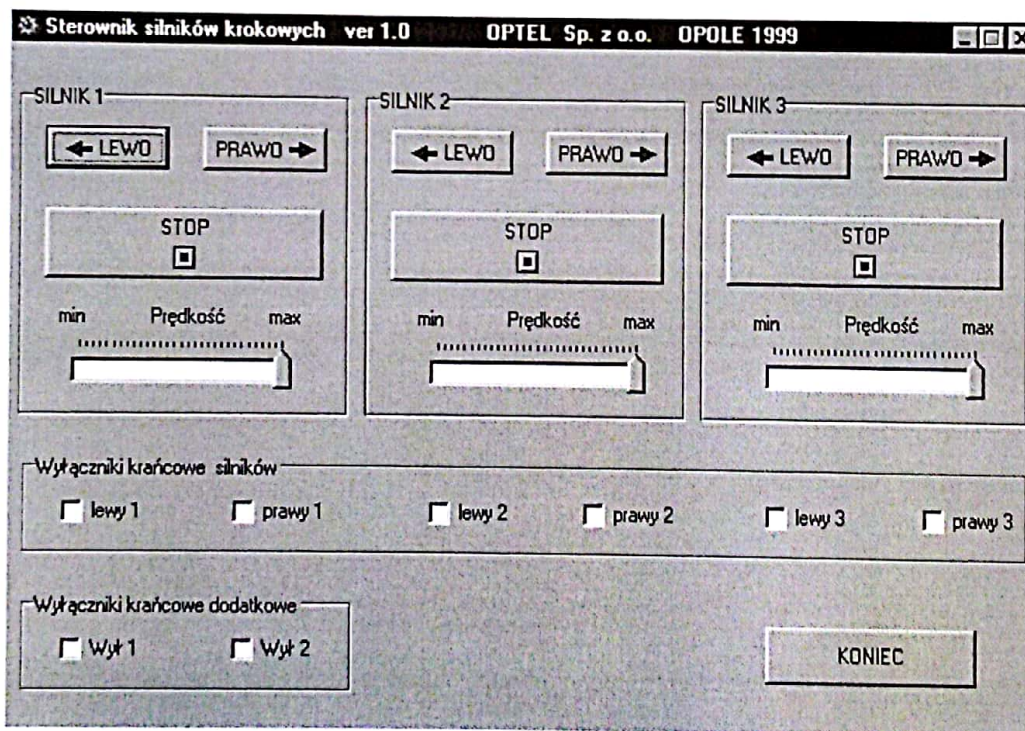 Sterownik silników krokowych ver 1.0 OPTEL Sp. z o.o. OPOLE 1999
SILNIK 1
LEWO
PRAWO
STOP
min Prędkość max
SILNIK 2
LEWO
PRAWO
STOP
min Prędkość max
SILNIK 3
LEWO
PRAWO
STOP
min Prędkość max
Wyłączniki krańcowe silników
lewy 1
prawy 1
lewy 2
prawy 2
lewy 3
prawy 3
Wyłączniki krańcowe dodatkowe
Wył 1
Wył 2
KONIEC